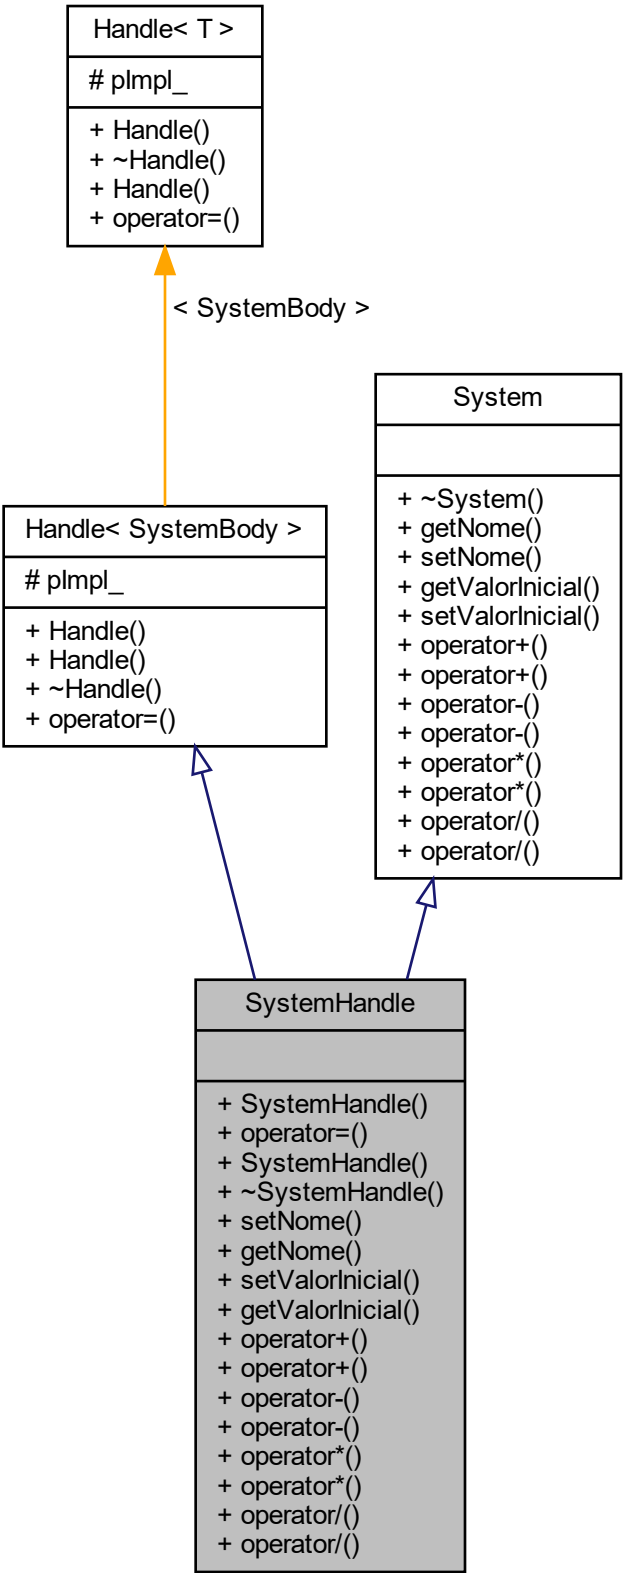 Handle< T >
# pImpl_
+ Handle()
+ ~Handle()
+ Handle()
+ operator=()
< SystemBody >
System
+ ~System()
+ getNome()
+ setNome()
+ getValorInicial()
+ setValorInicial()
+ operator+()
+ operator+()
+ operator-()
+ operator-()
+ operator*()
+ operator*()
+ operator/()
+ operator/()
Handle< SystemBody >
# pImpl_
+ Handle()
+ Handle()
+ ~Handle()
+ operator=()
SystemHandle
+ SystemHandle()
+ operator=()
+ SystemHandle()
+ ~SystemHandle()
+ setNome()
+ getNome()
+ setValorInicial()
+ getValorInicial()
+ operator+()
+ operator+()
+ operator-()
+ operator-()
+ operator*()
+ operator*()
+ operator/()
+ operator/()